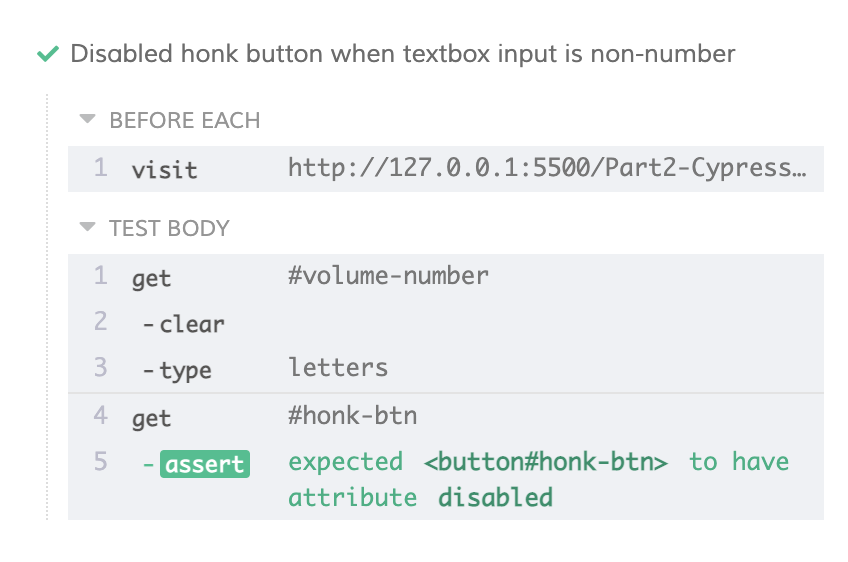 Disabled honk button when textbox input is non-number
BEFORE EACH
1 visit http://127.0.0.1:5500/Part2-Cypress…
TEST BODY
1 get #volume-number
2 -clear
3 -type letters
4 get #honk-btn
5 -assert expected <button#honk-btn> to have
attribute disabled